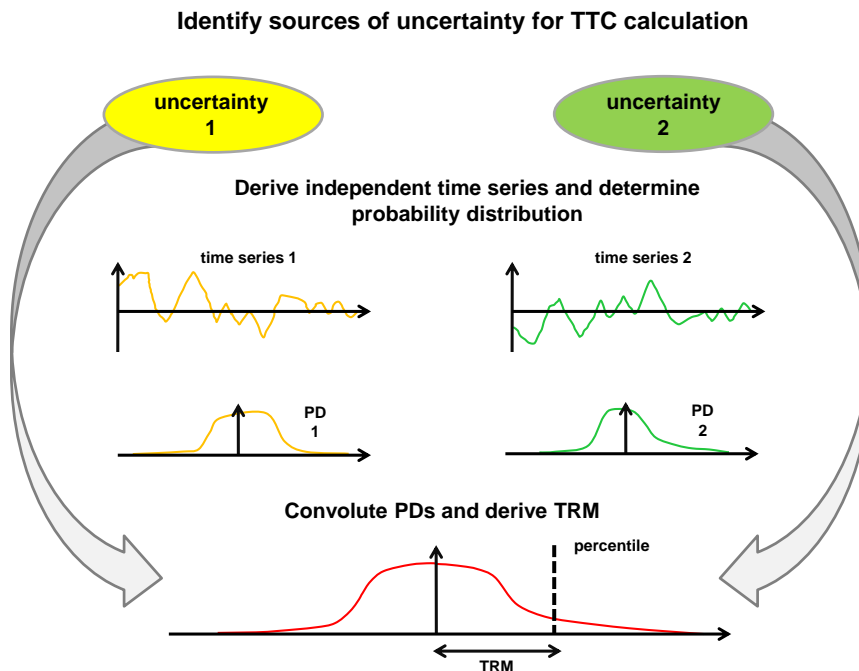 Identify sources of uncertainty for TTC calculation
uncertainty
1
uncertainty
2
Derive independent time series and determine
probability distribution
time series 1
time series 2
PD
1
PD
2
Convolute PDs and derive TRM
percentile
TRM